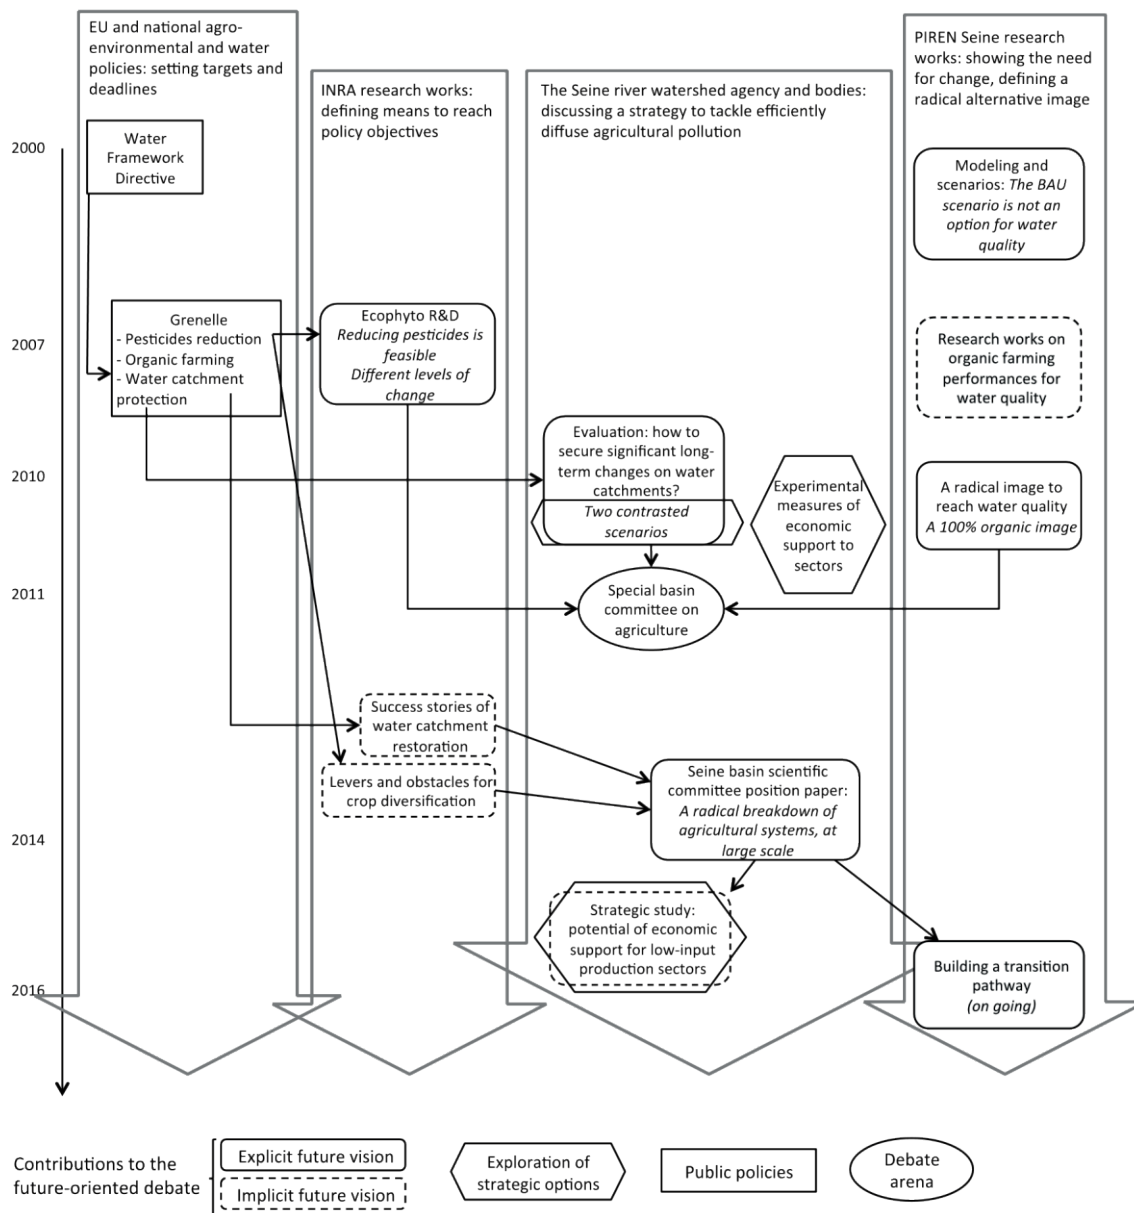 EU and national agro-
environmental and water
policies: setting targets and
deadlines
INRA research works:
defining means to reach
policy objectives
The Seine river watershed agency and bodies:
discussing a strategy to tackle efficiently
diffuse agricultural pollution
PIREN Seine research
works: showing the need
for change, defining a
radical alternative image
2000
Water
Framework
Directive
Modeling and
scenarios: The BAU
scenario is not an
option for water
quality
2007
Grenelle
- Pesticides reduction
- Organic farming
- Water catchment
protection
Ecophyto R&D
Reducing pesticides is
feasible
Different levels of
change
Research works on
organic farming
performances for
water quality
2010
Evaluation: how to
secure significant long-
term changes on water
catchments?
Two contrasted
scenarios
Experimental
measures of
economic
support to
sectors
A radical image to
reach water quality
A 100% organic image
2011
Special basin
committee on
agriculture
Success stories of
water catchment
restoration
Levers and obstacles for
crop diversification
Seine basin scientific
committee position paper:
A radical breakdown of
agricultural systems, at
large scale
2014
Strategic study:
potential of economic
support for low-input
production sectors
Building a transition
pathway
(on going)
2016
Contributions to the
future-oriented debate
Explicit future vision
Implicit future vision
Exploration of
strategic options
Public policies
Debate
arena